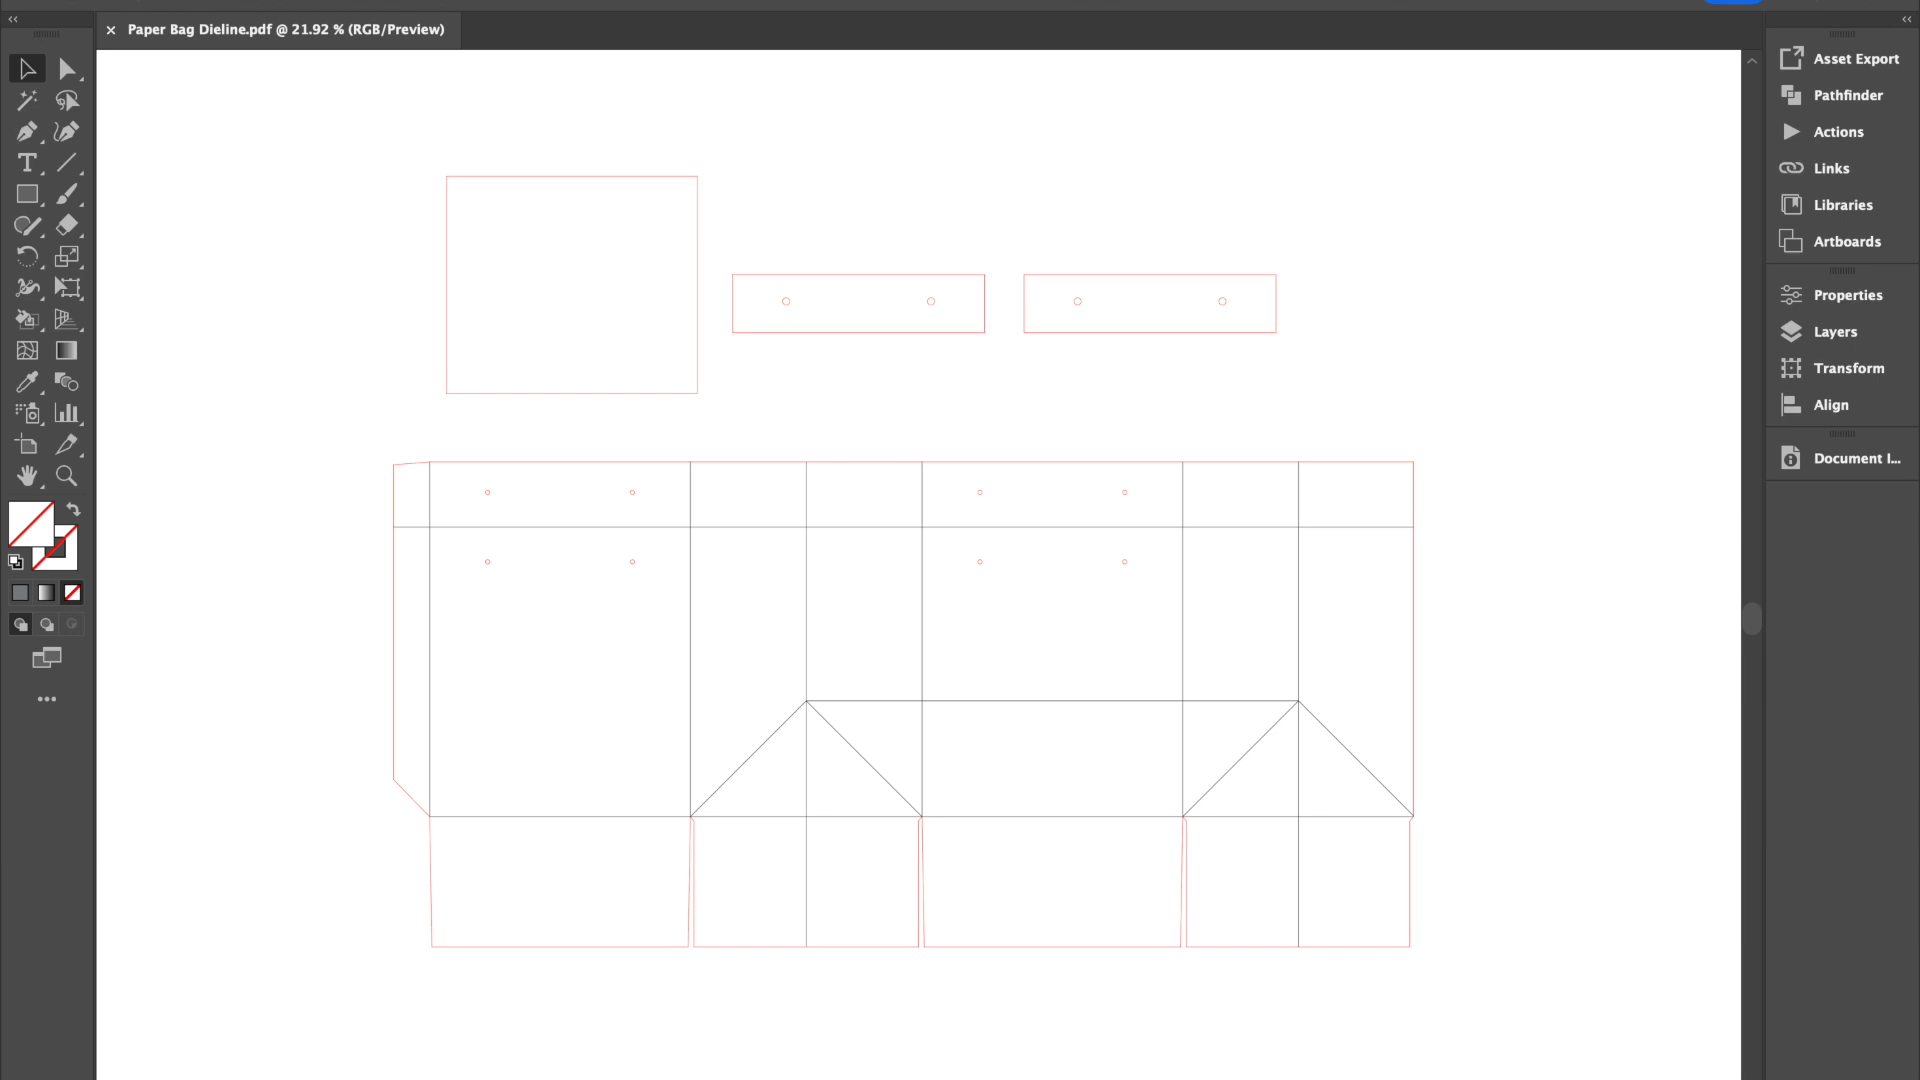 Paper Bag Dieline.pdf @ 21.92 % (RGB/Preview)
Asset Export
Pathfinder
Actions
Links
Libraries
Artboards
Properties
Layers
Transform
Align
Document I...